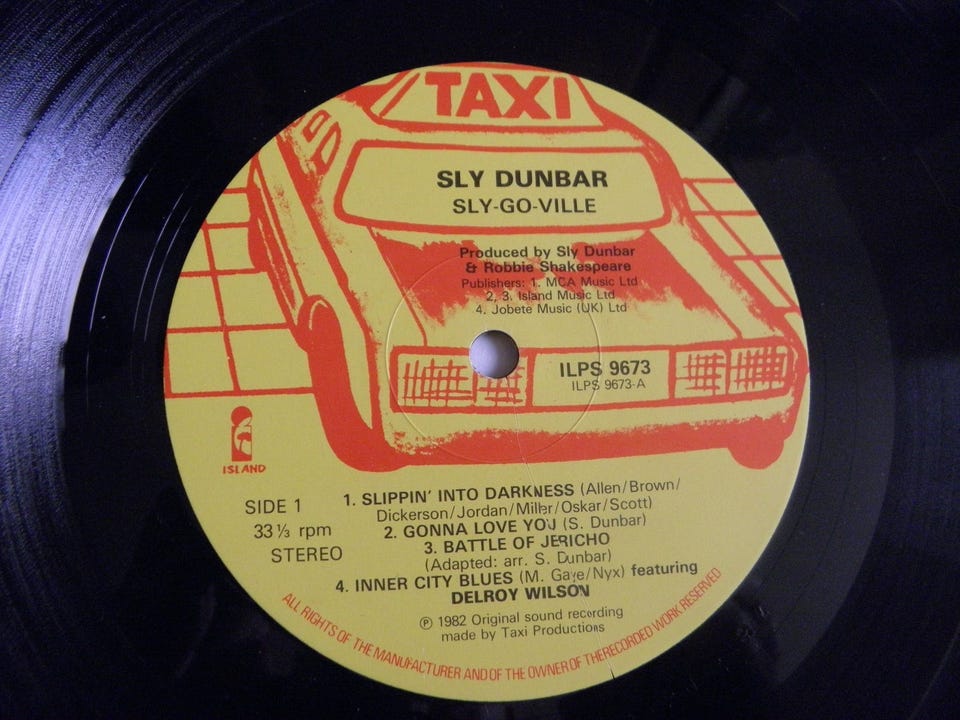 TAXI
SLY DUNBAR
SLY-GO-VILLE
Produced by Sly Dunbar
& Robbie Shakespeare
Publishers: 1. MCA Music Ltd
2, 3. Island Music Ltd
4. Jobete Music (UK) Ltd
ILPS 9673
ILPS 9673-A
ISLAND
SIDE 1
33⅓ rpm
STEREO
1. SLIPPIN' INTO DARKNESS (Allen/Brown/
Dickerson/Jordan/Miller/Oskar/Scott)
2. GONNA LOVE YOU (S. Dunbar)
3. BATTLE OF JERICHO
(Adapted: arr. S. Dunbar)
4. INNER CITY BLUES (M. Gaye/Nyx) featuring
DELROY WILSON
℗ 1982 Original sound recording
made by Taxi Productions
ALL RIGHTS OF THE MANUFACTURER AND OF THE OWNER OF THE RECORDED WORK RESERVED